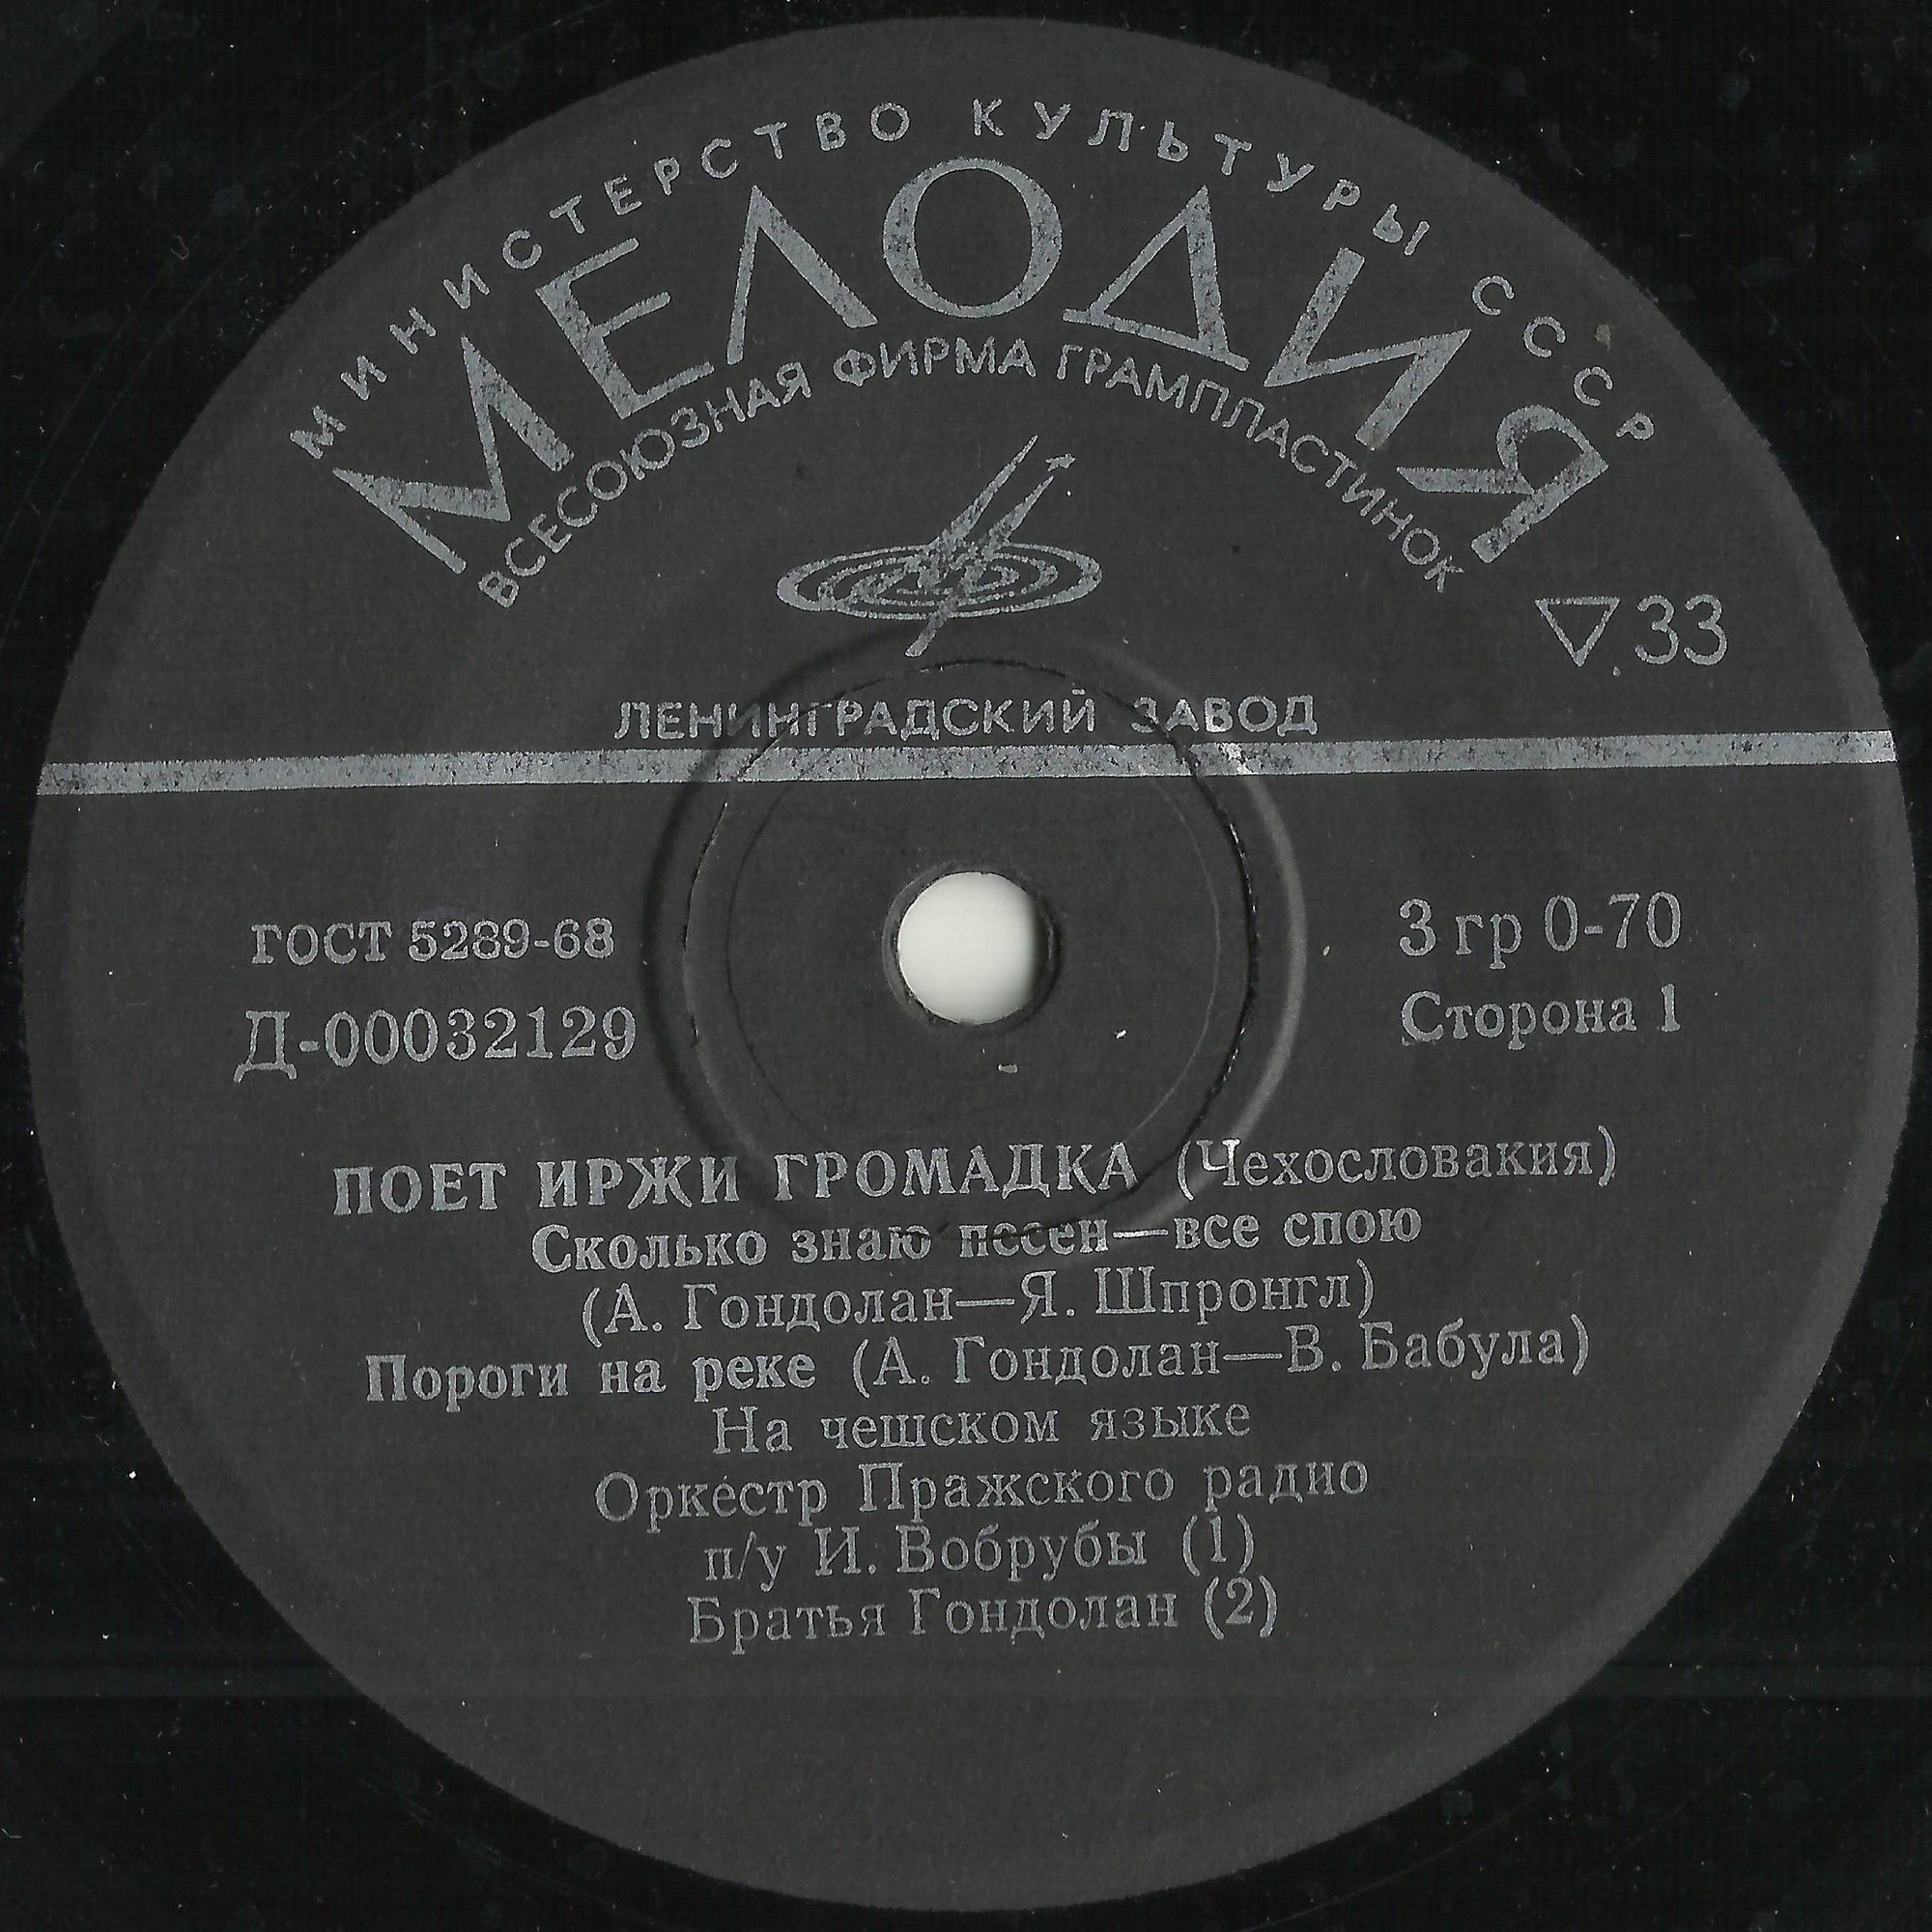 МИНИСТЕРСТВО КУЛЬТУРЫ СССР
МЕЛОДИЯ
ВСЕСОЮЗНАЯ ФИРМА ГРАМПЛАСТИНОК
▽ 33
ЛЕНИНГРАДСКИЙ ЗАВОД
ГОСТ 5289-68
Д-00032129
3 гр 0-70
Сторона 1
ПОЕТ ИРЖИ ГРОМАДКА (Чехословакия)
Сколько знаю песен—все спою
(А. Гондолан—Я. Шпронгл)
Пороги на реке (А. Гондолан—В. Бабула)
На чешском языке
Оркестр Пражского радио
п/у И. Вобрубы (1)
Братья Гондолан (2)